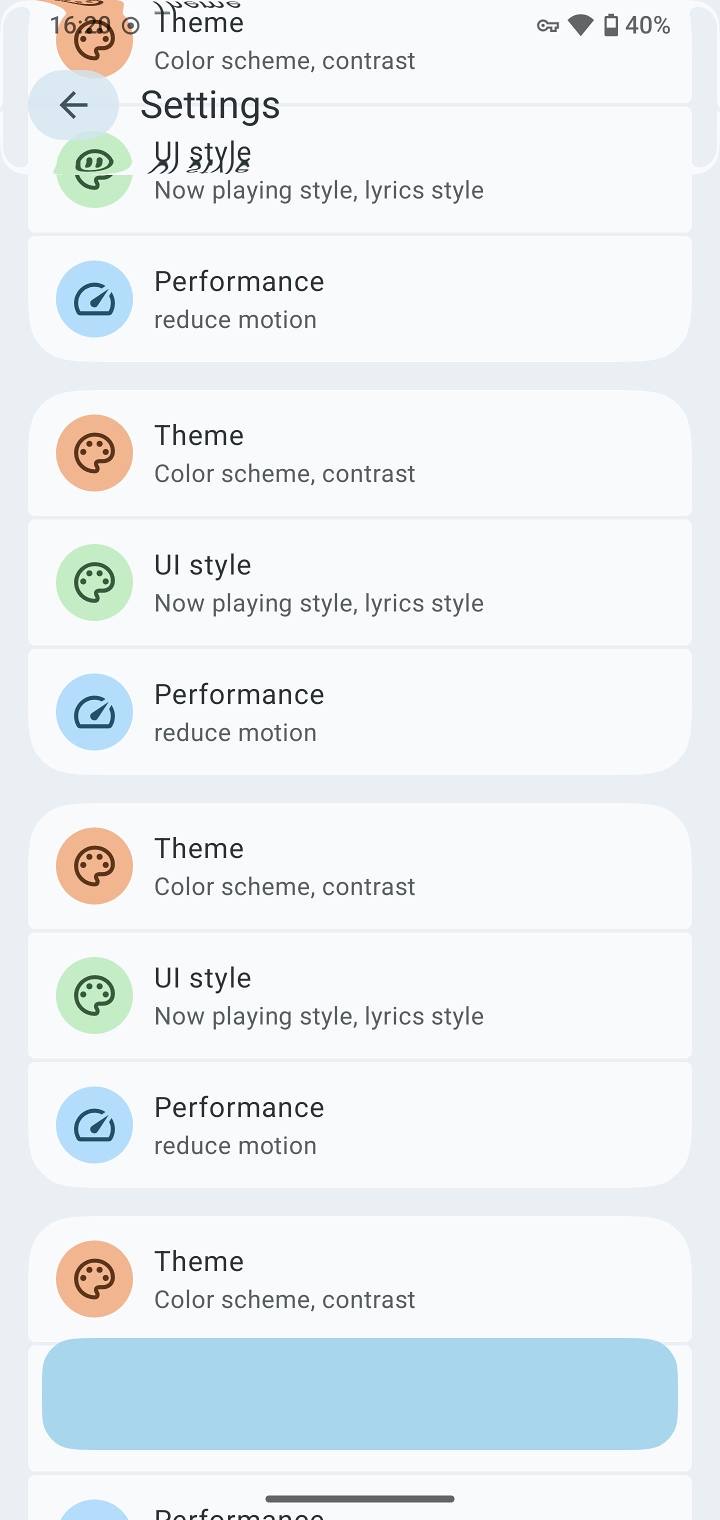 16:20
40%
Theme
Color scheme, contrast
Settings
UI style
Now playing style, lyrics style
Performance
reduce motion
Theme
Color scheme, contrast
UI style
Now playing style, lyrics style
Performance
reduce motion
Theme
Color scheme, contrast
UI style
Now playing style, lyrics style
Performance
reduce motion
Theme
Color scheme, contrast
Performance